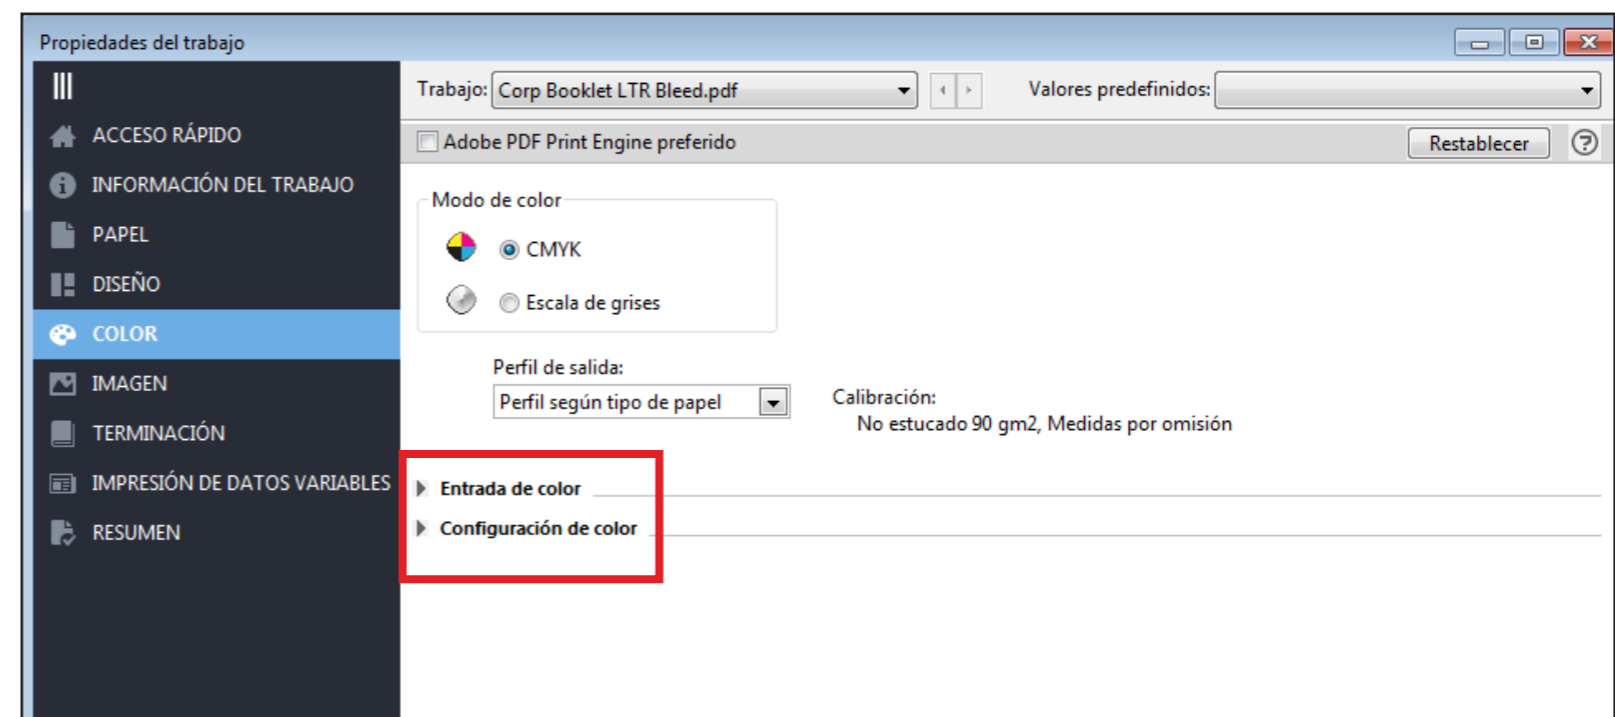 Propiedades del trabajo
Trabajo: Corp Booklet LTR Bleed.pdf Valores predefinidos:
Adobe PDF Print Engine preferido Restablecer ?
ACCESO RÁPIDO
INFORMACIÓN DEL TRABAJO
PAPEL
DISEÑO
COLOR
IMAGEN
TERMINACIÓN
IMPRESIÓN DE DATOS VARIABLES
RESUMEN
Modo de color
CMYK
Escala de grises
Perfil de salida:
Perfil según tipo de papel
Calibración:
No estucado 90 gm2, Medidas por omisión
Entrada de color
Configuración de color